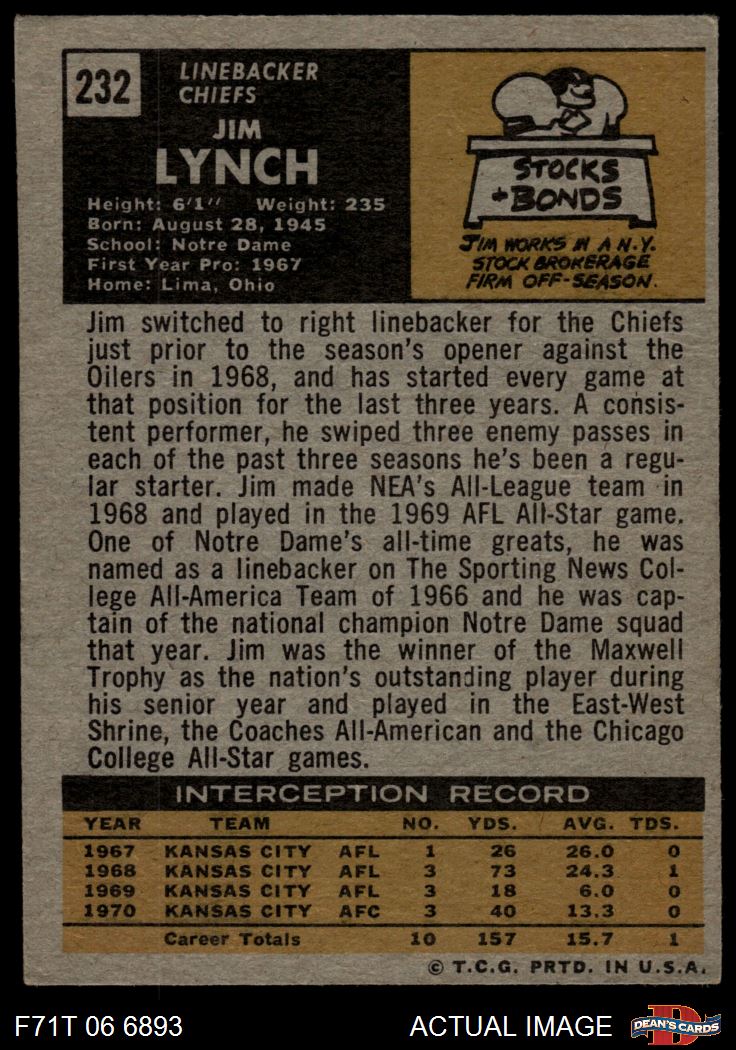 232
LINEBACKER
CHIEFS
JIM
LYNCH
Height: 6'1'' Weight: 235
Born: August 28, 1945
School: Notre Dame
First Year Pro: 1967
Home: Lima, Ohio
STOCKS
+ BONDS
JIM WORKS IN A N.Y.
STOCK BROKERAGE
FIRM OFF-SEASON.
Jim switched to right linebacker for the Chiefs
just prior to the season's opener against the
Oilers in 1968, and has started every game at
that position for the last three years. A consis-
tent performer, he swiped three enemy passes in
each of the past three seasons he's been a regu-
lar starter. Jim made NEA's All-League team in
1968 and played in the 1969 AFL All-Star game.
One of Notre Dame's all-time greats, he was
named as a linebacker on The Sporting News Col-
lege All-America Team of 1966 and he was cap-
tain of the national champion Notre Dame squad
that year. Jim was the winner of the Maxwell
Trophy as the nation's outstanding player during
his senior year and played in the East-West
Shrine, the Coaches All-American and the Chicago
College All-Star games.
INTERCEPTION RECORD
YEAR TEAM NO. YDS. AVG. TDS.
1967 KANSAS CITY AFL 1 26 26.0 0
1968 KANSAS CITY AFL 3 73 24.3 1
1969 KANSAS CITY AFL 3 18 6.0 0
1970 KANSAS CITY AFC 3 40 13.3 0
Career Totals 10 157 15.7 1
© T.C.G. PRTD. IN U.S.A.
F71T 06 6893 ACTUAL IMAGE DEAN'S CARDS